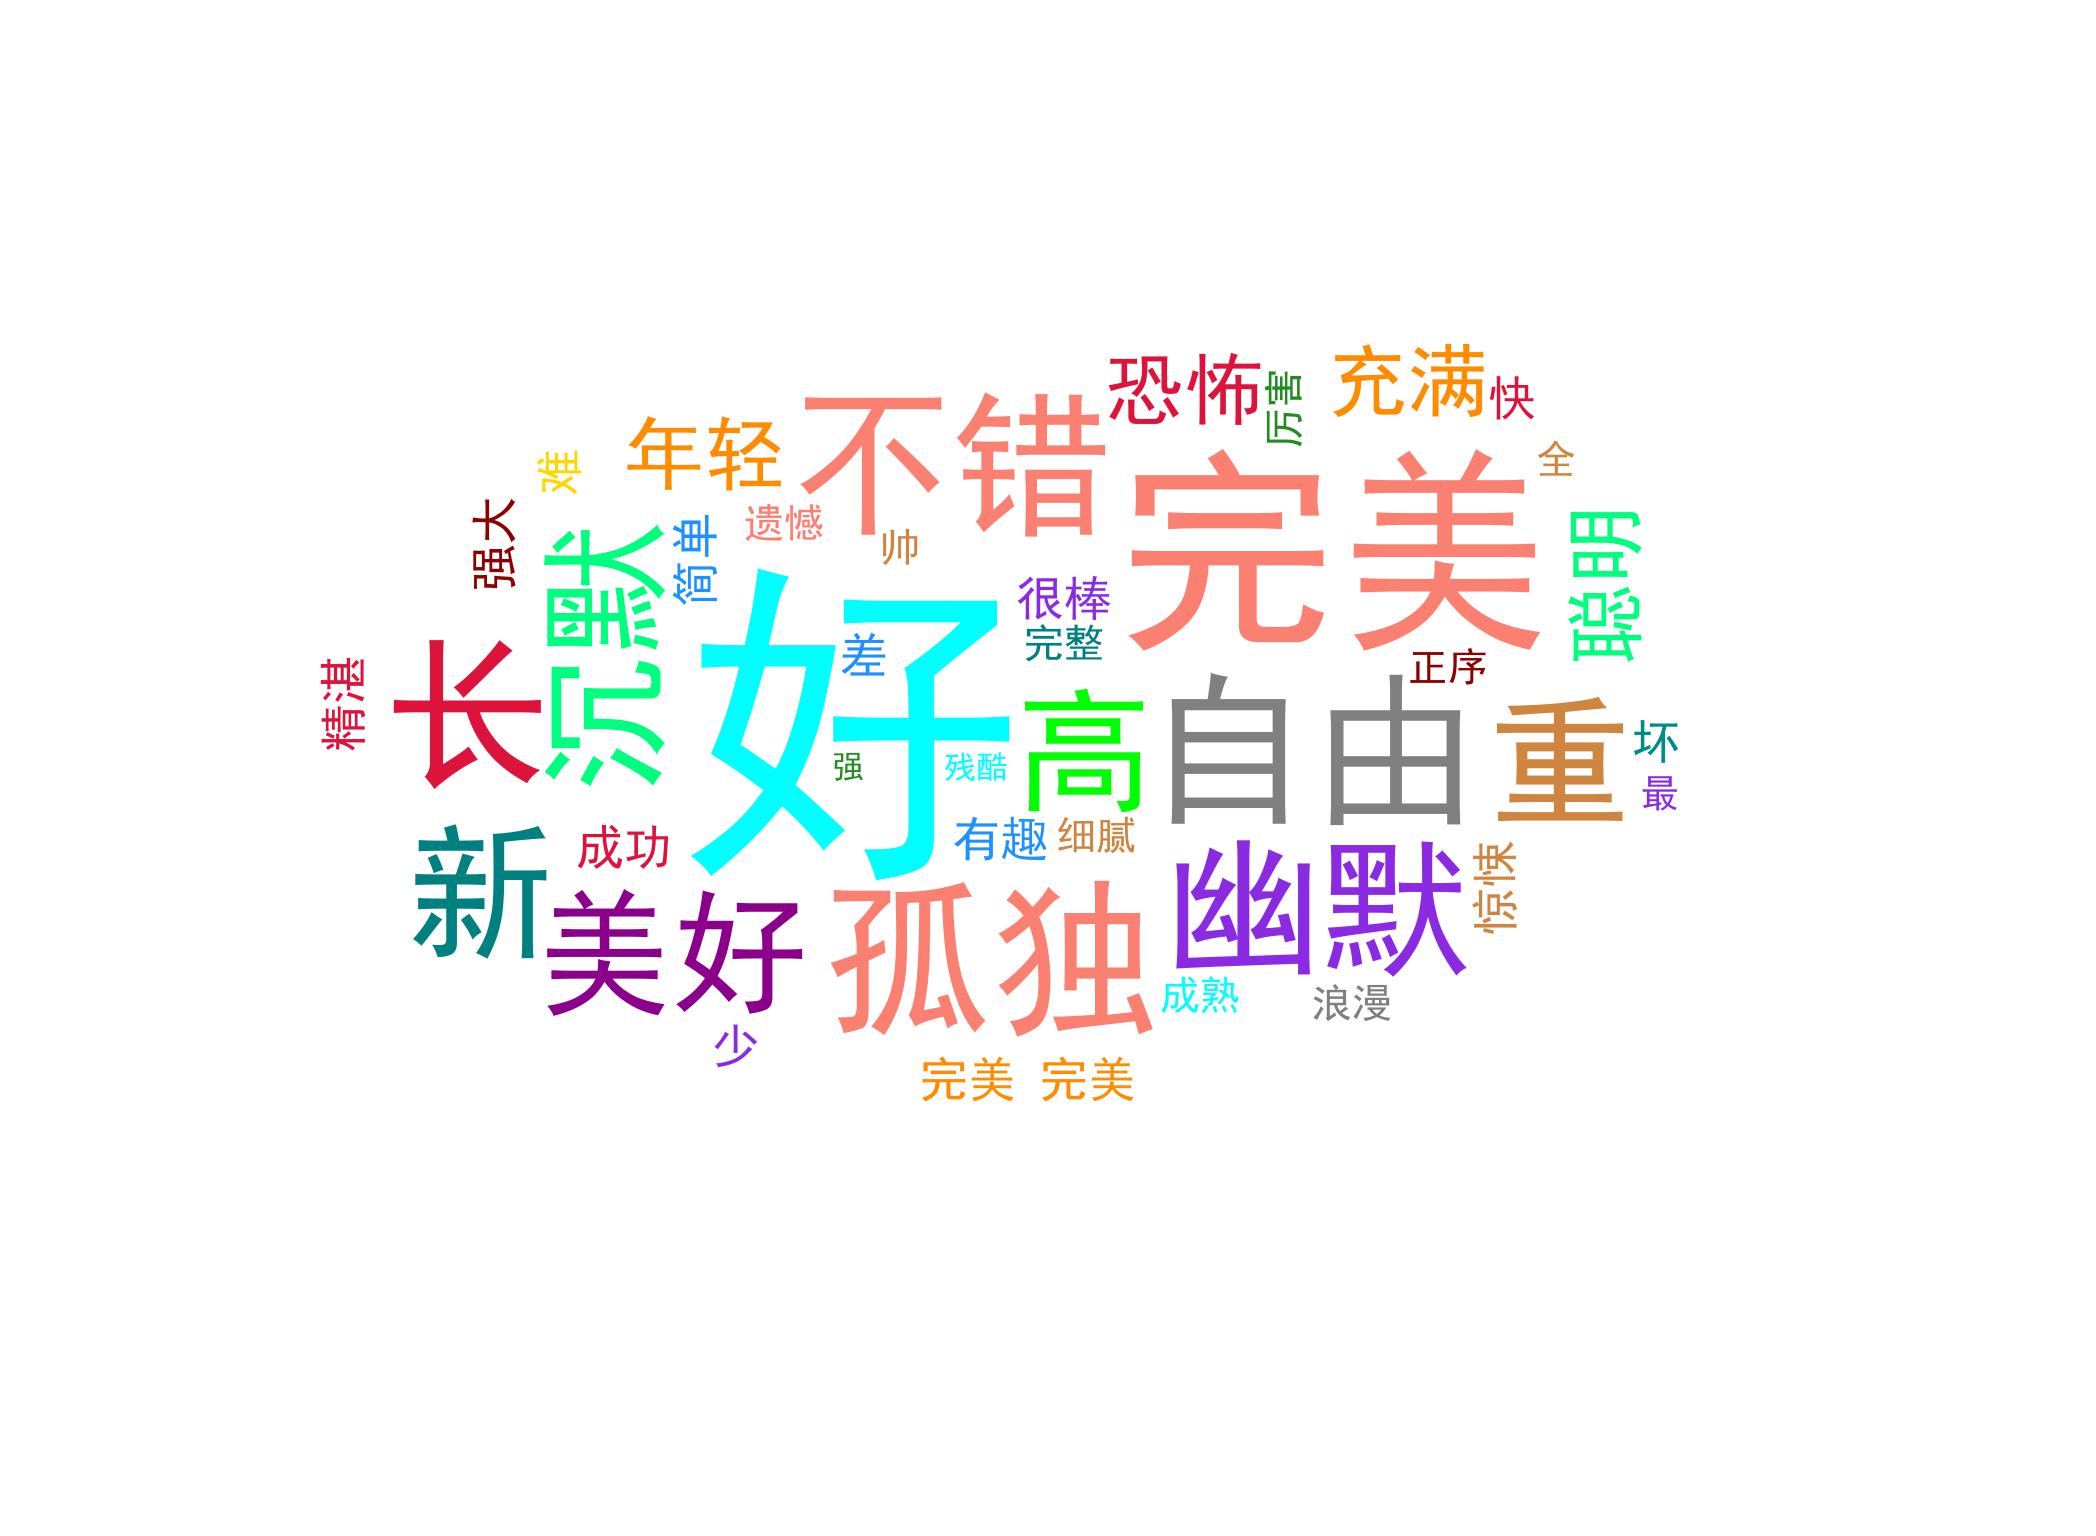 恐怖
厉害
充满
快
不错
年轻
难
全
完美
强大
遗憾
帅
聪明
简单
沉默
好
很棒
完整
差
正序
精湛
长
高
自由
重
坏
强
残酷
最
新
成功
有趣
细腻
幽默
惊悚
美好
孤独
成熟
浪漫
少
完美 完美